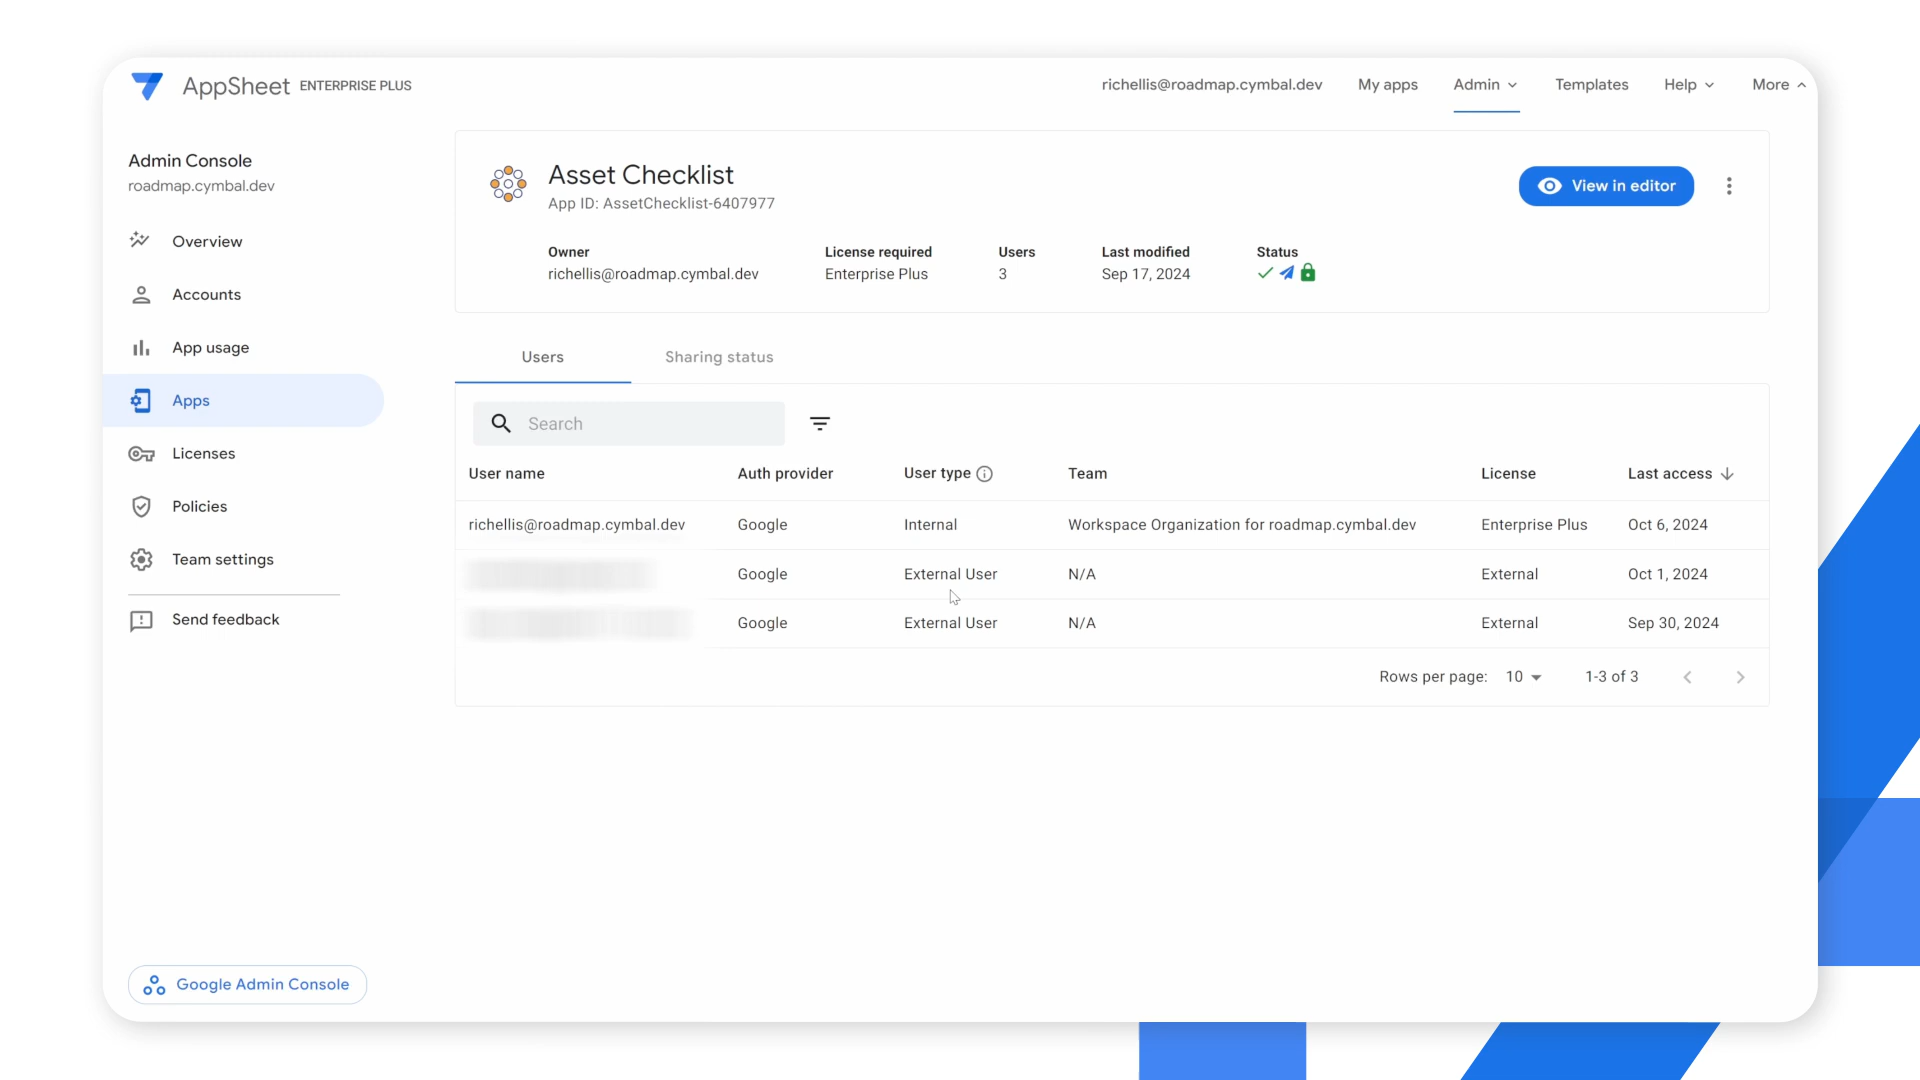 AppSheet ENTERPRISE PLUS
richellis@roadmap.cymbal.dev My apps Admin Templates Help More
Admin Console
roadmap.cymbal.dev
Overview
Accounts
App usage
Apps
Licenses
Policies
Team settings
Send feedback
Google Admin Console
Asset Checklist
App ID: AssetChecklist-6407977
View in editor
Owner License required Users Last modified Status
richellis@roadmap.cymbal.dev Enterprise Plus 3 Sep 17, 2024
Users Sharing status
Search
User name Auth provider User type Team License Last access
richellis@roadmap.cymbal.dev Google Internal Workspace Organization for roadmap.cymbal.dev Enterprise Plus Oct 6, 2024
Google External User N/A External Oct 1, 2024
Google External User N/A External Sep 30, 2024
Rows per page: 10 1-3 of 3